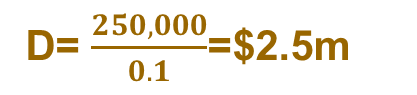 D= 250,000/0.1 =$2.5m